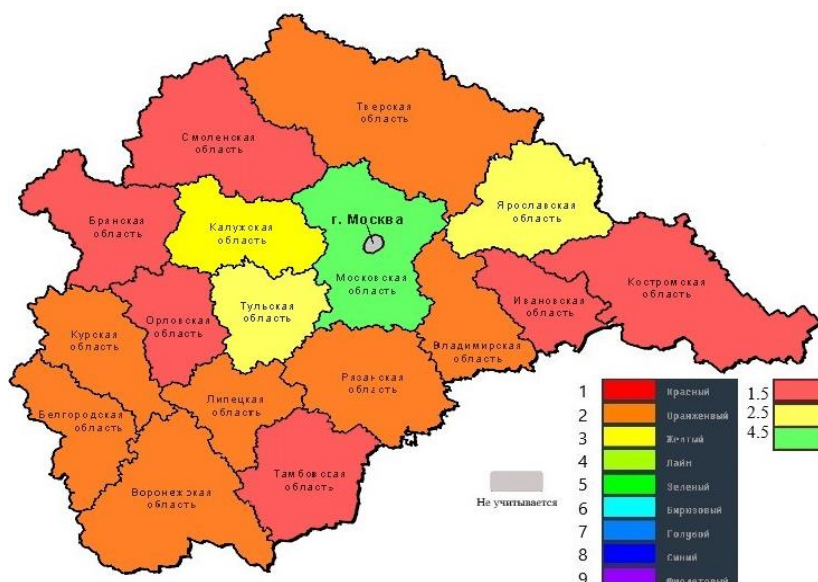 Тверская
область
Смоленская
область
Ярославская
область
Брянская
область
Калужская
область
г. Москва
Московская
область
Костромская
область
Ивановская
область
Тульская
область
Орловская
область
Курская
область
Владимирская
область
Рязанская
область
Липецкая
область
Белгородская
область
Тамбовская
область
Воронежская
область
Не учитывается
1 Красный
2 Оранжевый
3 Желтый
4 Лайм
5 Зеленый
6 Бирюзовый
7 Голубой
8 Синий
9 Фиолетовый
1.5
2.5
4.5